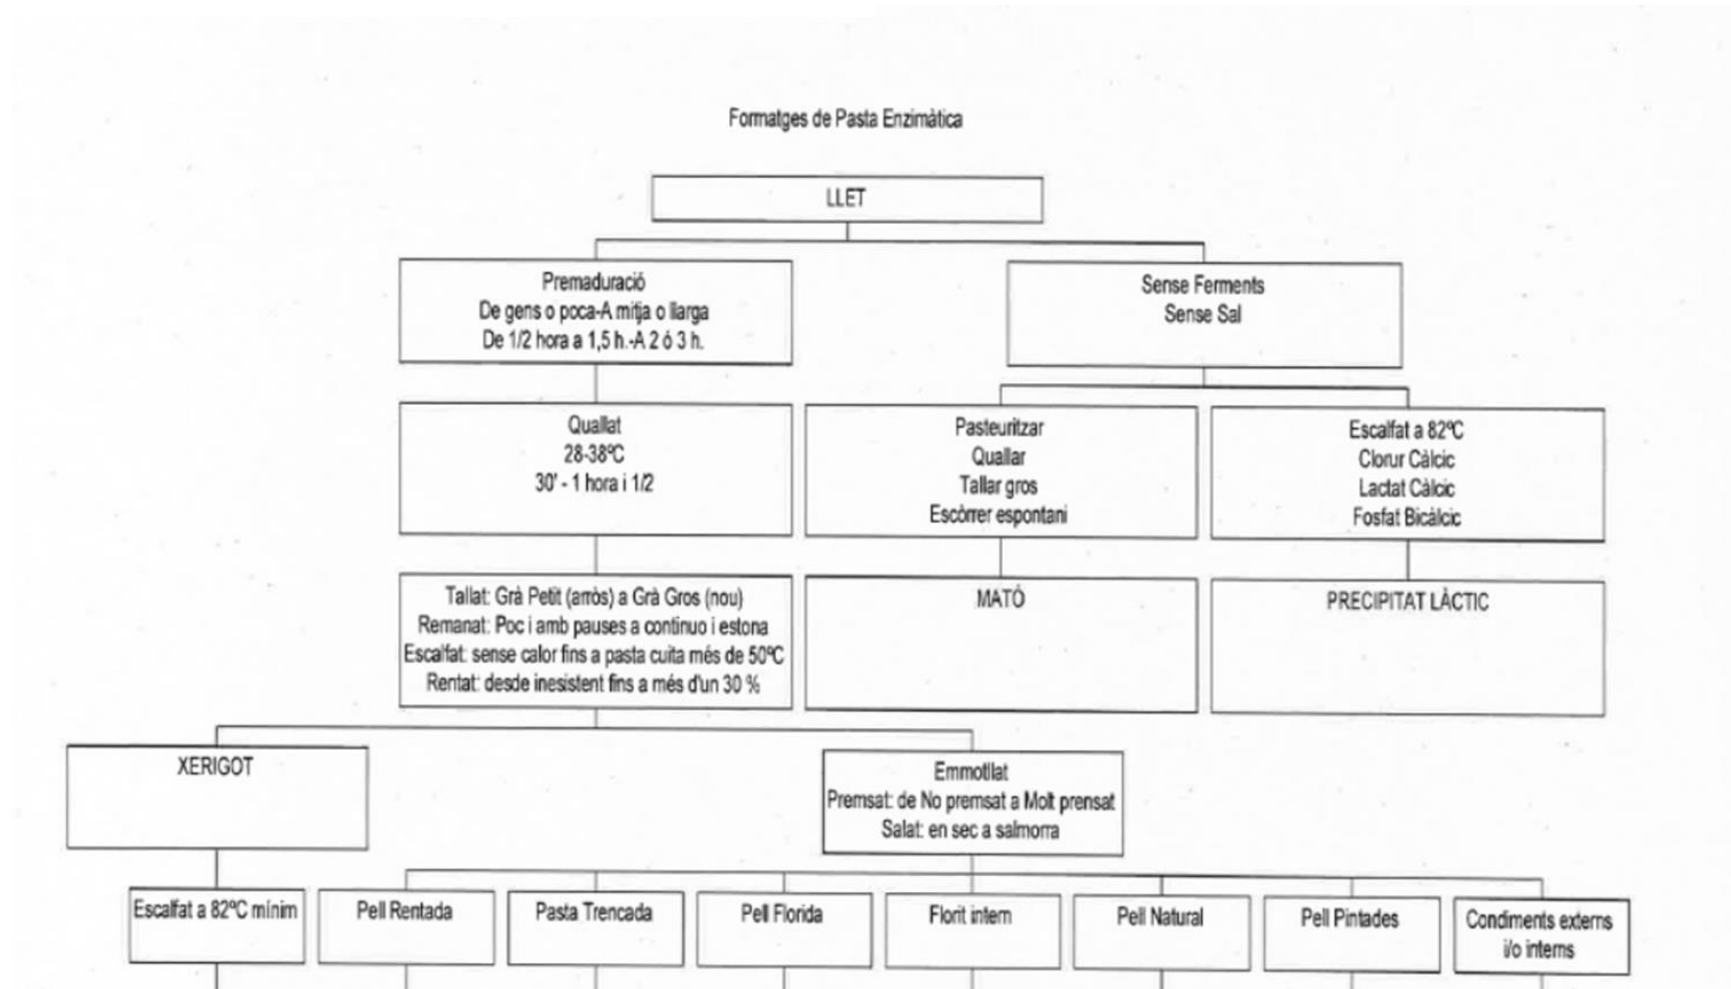 Formatges de Pasta Enzimàtica
LLET
Premaduració
De gens o poca-A mitja o llarga
De 1/2 hora a 1,5 h.-A 2 ó 3 h.
Sense Ferments
Sense Sal
Quallat
28-38ºC
30' - 1 hora i 1/2
Pasteuritzar
Quallar
Tallar gros
Escòrrer espontani
Escalfat a 82ºC
Clorur Càlcic
Lactat Càlcic
Fosfat Bicàlcic
Tallat: Grà Petit (arròs) a Grà Gros (nou)
Remanat: Poc i amb pauses a continuo i estona
Escalfat: sense calor fins a pasta cuita més de 50ºC
Rentat: desde inesistent fins a més d'un 30 %
MATÓ
PRECIPITAT LÀCTIC
XERIGOT
Emmotllat
Premsat: de No premsat a Molt prensat
Salat: en sec a salmorra
Escalfat a 82ºC mínim
Pell Rentada
Pasta Trencada
Pell Florida
Florit intern
Pell Natural
Pell Pintades
Condiments externs
i/o interns